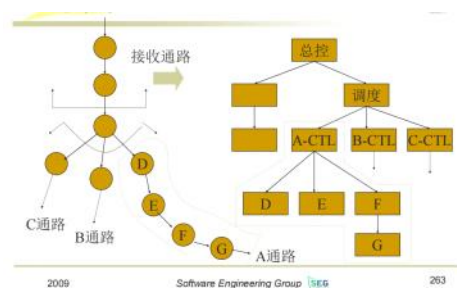 接收通路
总控
调度
A-CTL B-CTL C-CTL
D
E
F
G
D E F
G
C通路
B通路
A通路
2009 Software Engineering Group SEG 263